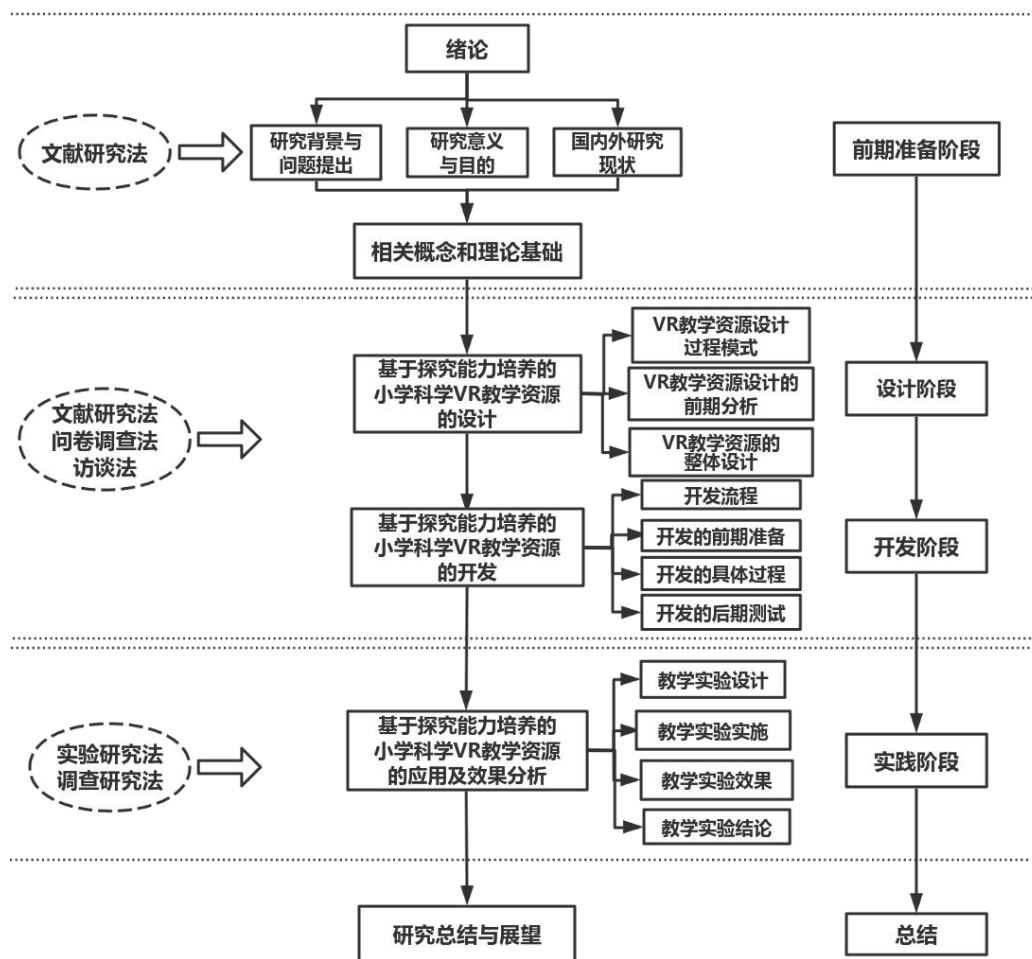 绪论
文献研究法
研究背景与
问题提出
研究意义
与目的
国内外研究
现状
前期准备阶段
相关概念和理论基础
文献研究法
问卷调查法
访谈法
基于探究能力培养的
小学科学VR教学资源
的设计
VR教学资源设计
过程模式
VR教学资源设计的
前期分析
VR教学资源的
整体设计
设计阶段
基于探究能力培养的
小学科学VR教学资源
的开发
开发流程
开发的前期准备
开发的具体过程
开发的后期测试
开发阶段
实验研究法
调查研究法
基于探究能力培养的
小学科学VR教学资源
的应用及效果分析
教学实验设计
教学实验实施
教学实验效果
教学实验结论
实践阶段
研究总结与展望
总结